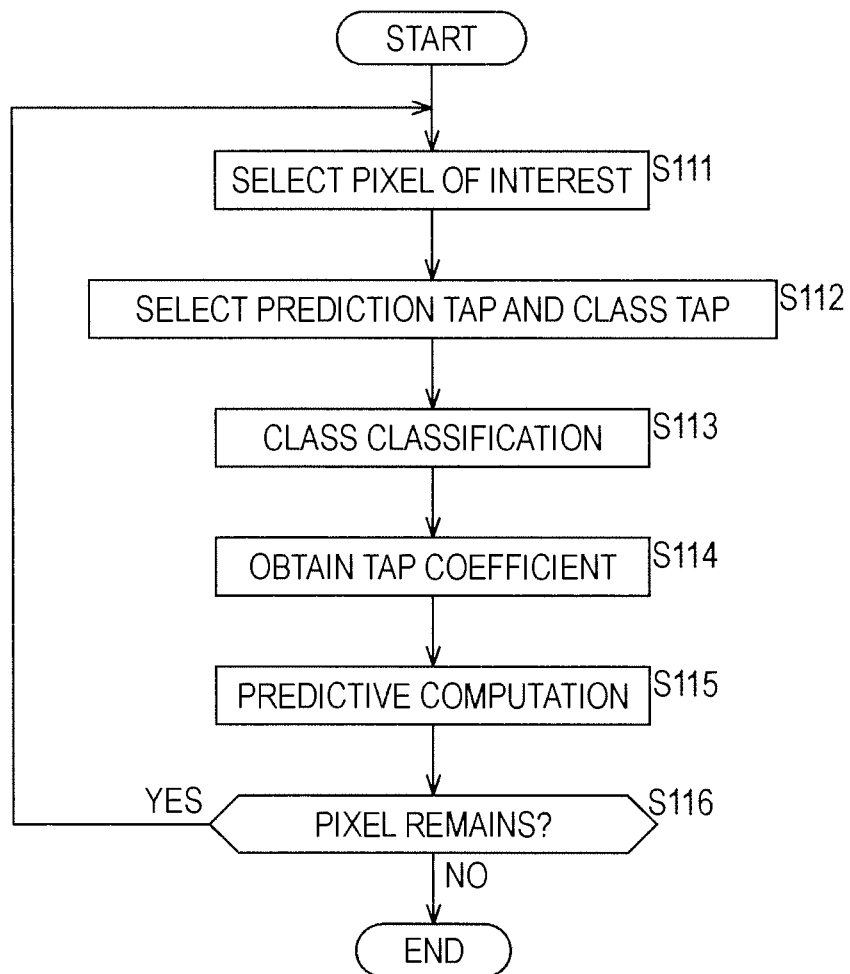 START
SELECT PIXEL OF INTEREST
S111
SELECT PREDICTION TAP AND CLASS TAP
S112
CLASS CLASSIFICATION
S113
OBTAIN TAP COEFFICIENT
S114
PREDICTIVE COMPUTATION
S115
YES
PIXEL REMAINS?
S116
NO
END